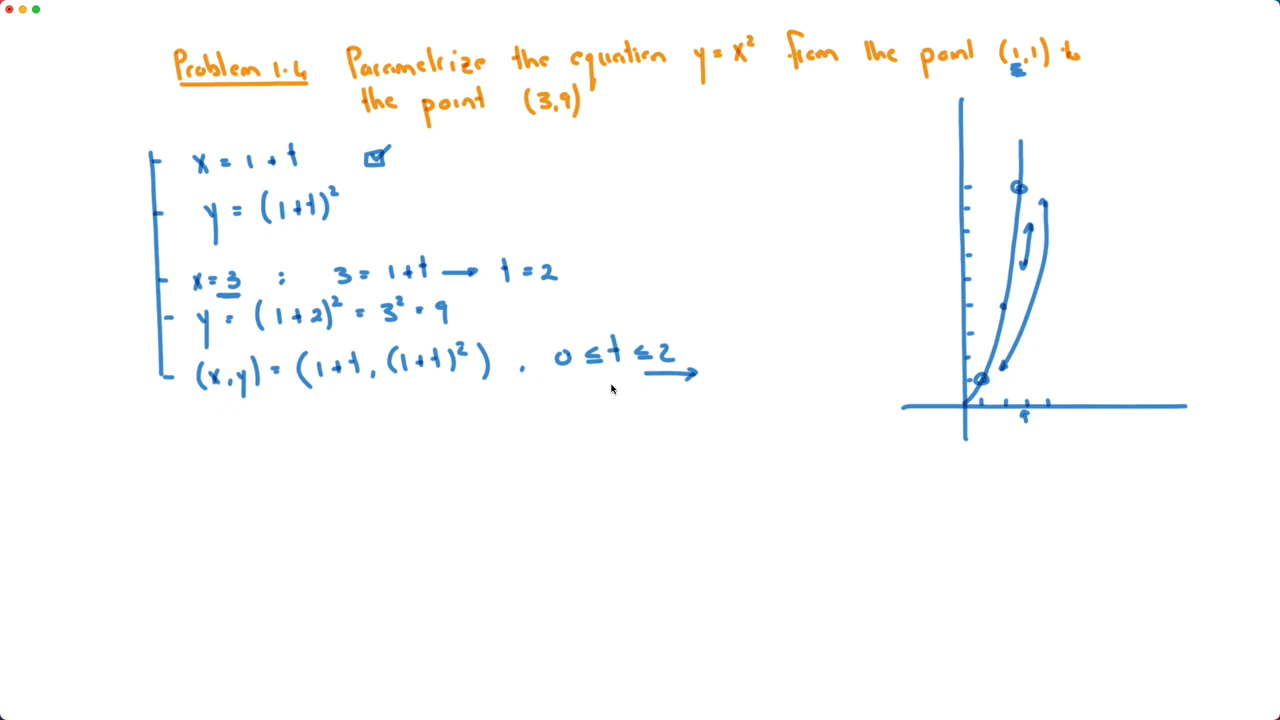 Problem 1.4 Parametrize the equation y = x² from the point (1,1) to
the point (3,9)
x = 1 + t
y = (1+t)²
x = 3 : 3 = 1 + t → t = 2
y = (1+2)² = 3² = 9
(x,y) = (1+t, (1+t)²) , 0 ≤ t ≤ 2